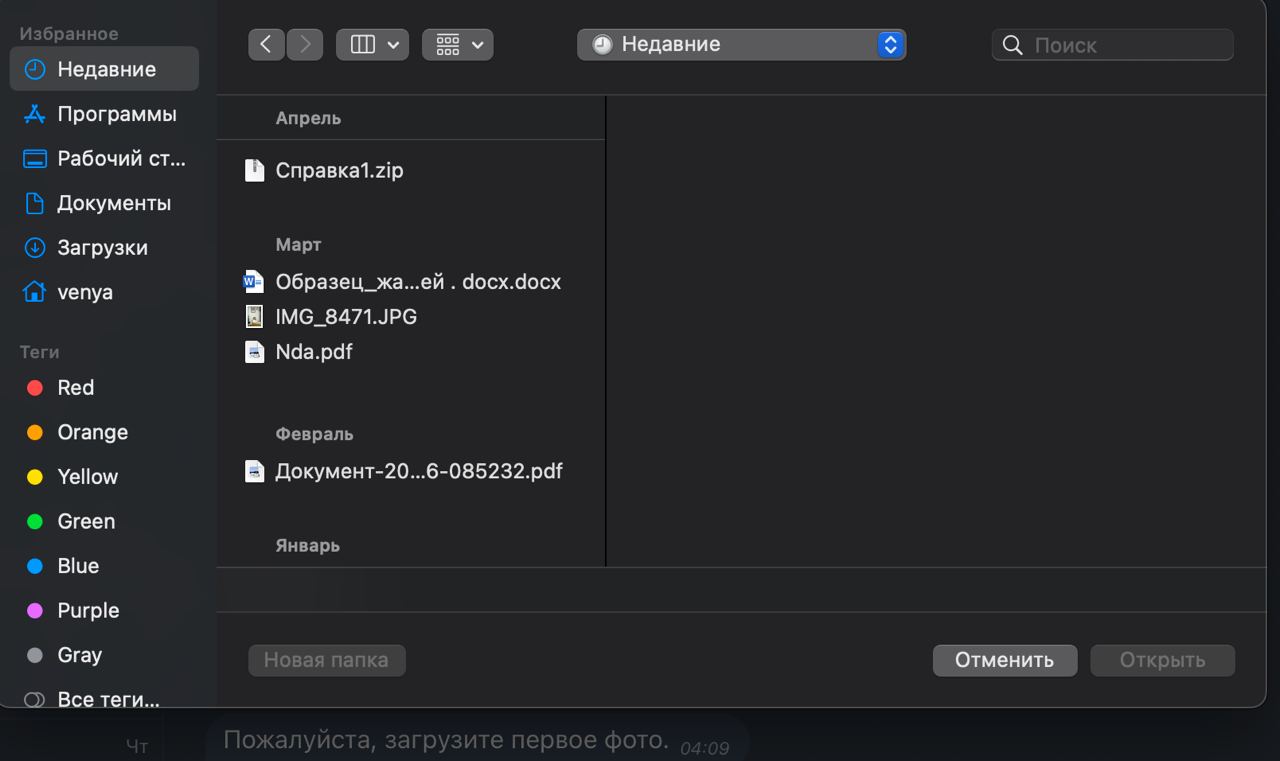 Избранное
Недавние
Программы
Рабочий ст...
Документы
Загрузки
venya
Теги
Red
Orange
Yellow
Green
Blue
Purple
Gray
Все теги...
Недавние
Поиск
Апрель
Справка1.zip
Март
Образец_жа...ей . docx.docx
IMG_8471.JPG
Nda.pdf
Февраль
Документ-20...6-085232.pdf
Январь
Новая папка
Отменить
Открыть
Чт
Пожалуйста, загрузите первое фото. 04:09